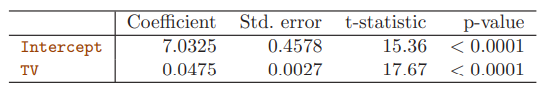 Coefficient Std. error t-statistic p-value
Intercept 7.0325 0.4578 15.36 < 0.0001
TV 0.0475 0.0027 17.67 < 0.0001